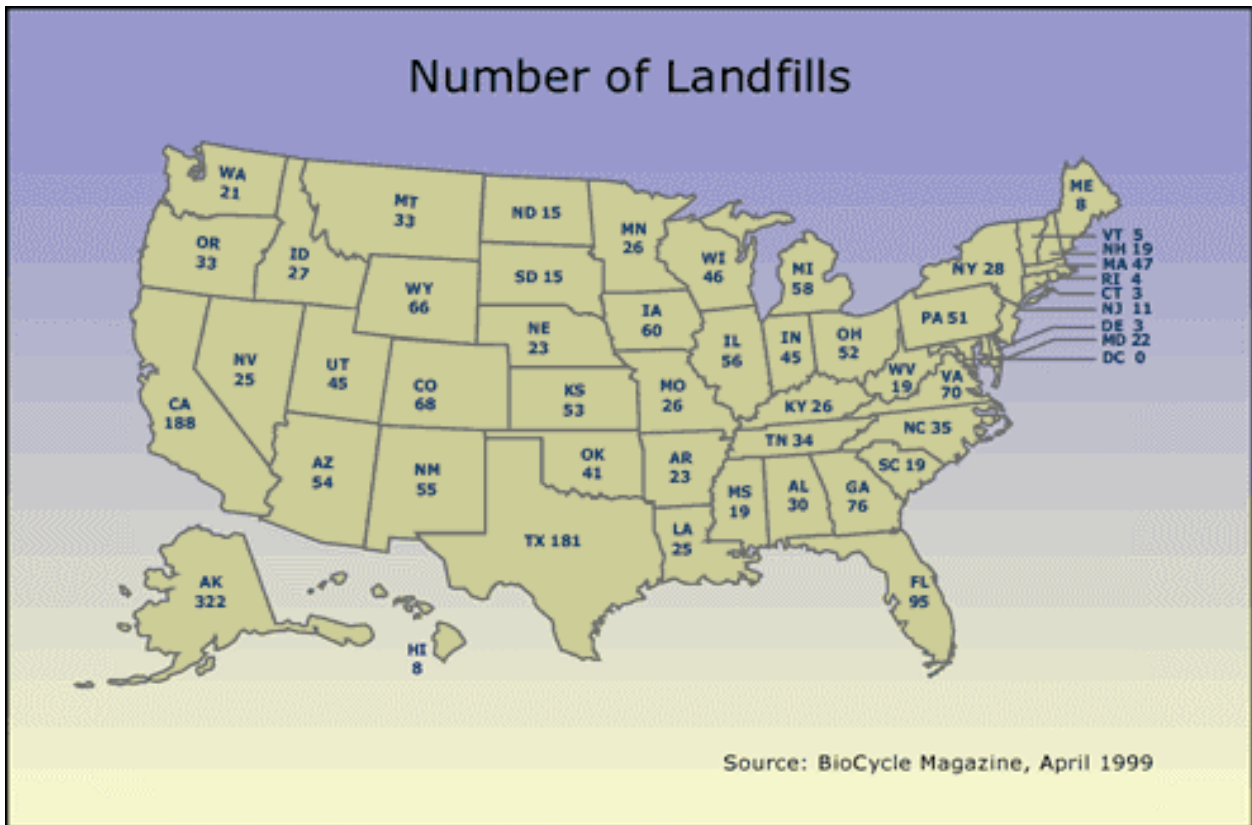 Number of Landfills
WA
21
MT
33
ND 15
MN
26
ME
8
OR
33
ID
27
WY
66
SD 15
WI
46
MI
58
NY 28
VT 5
NH 19
MA 47
RI 4
CT 3
NJ 11
DE 3
MD 22
DC 0
NV
25
UT
45
CO
68
NE
23
IA
60
IL
56
IN
45
OH
52
PA 51
CA
188
KS
53
MO
26
KY 26
WV
19
VA
70
AZ
54
NM
55
OK
41
AR
23
TN 34
NC 35
SC 19
MS
19
AL
30
GA
76
TX 181
LA
25
FL
95
AK
322
HI
8
Source: BioCycle Magazine, April 1999